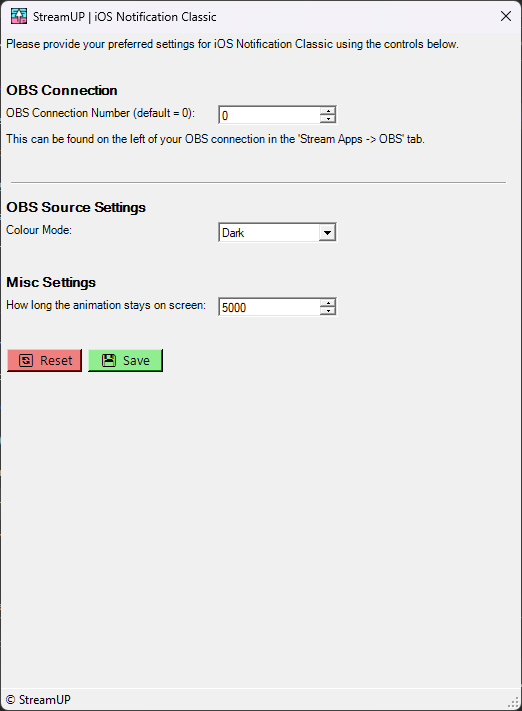 StreamUP | iOS Notification Classic
Please provide your preferred settings for iOS Notification Classic using the controls below.
OBS Connection
OBS Connection Number (default = 0): 0
This can be found on the left of your OBS connection in the 'Stream Apps -> OBS' tab.
OBS Source Settings
Colour Mode: Dark
Misc Settings
How long the animation stays on screen: 5000
Reset Save
© StreamUP